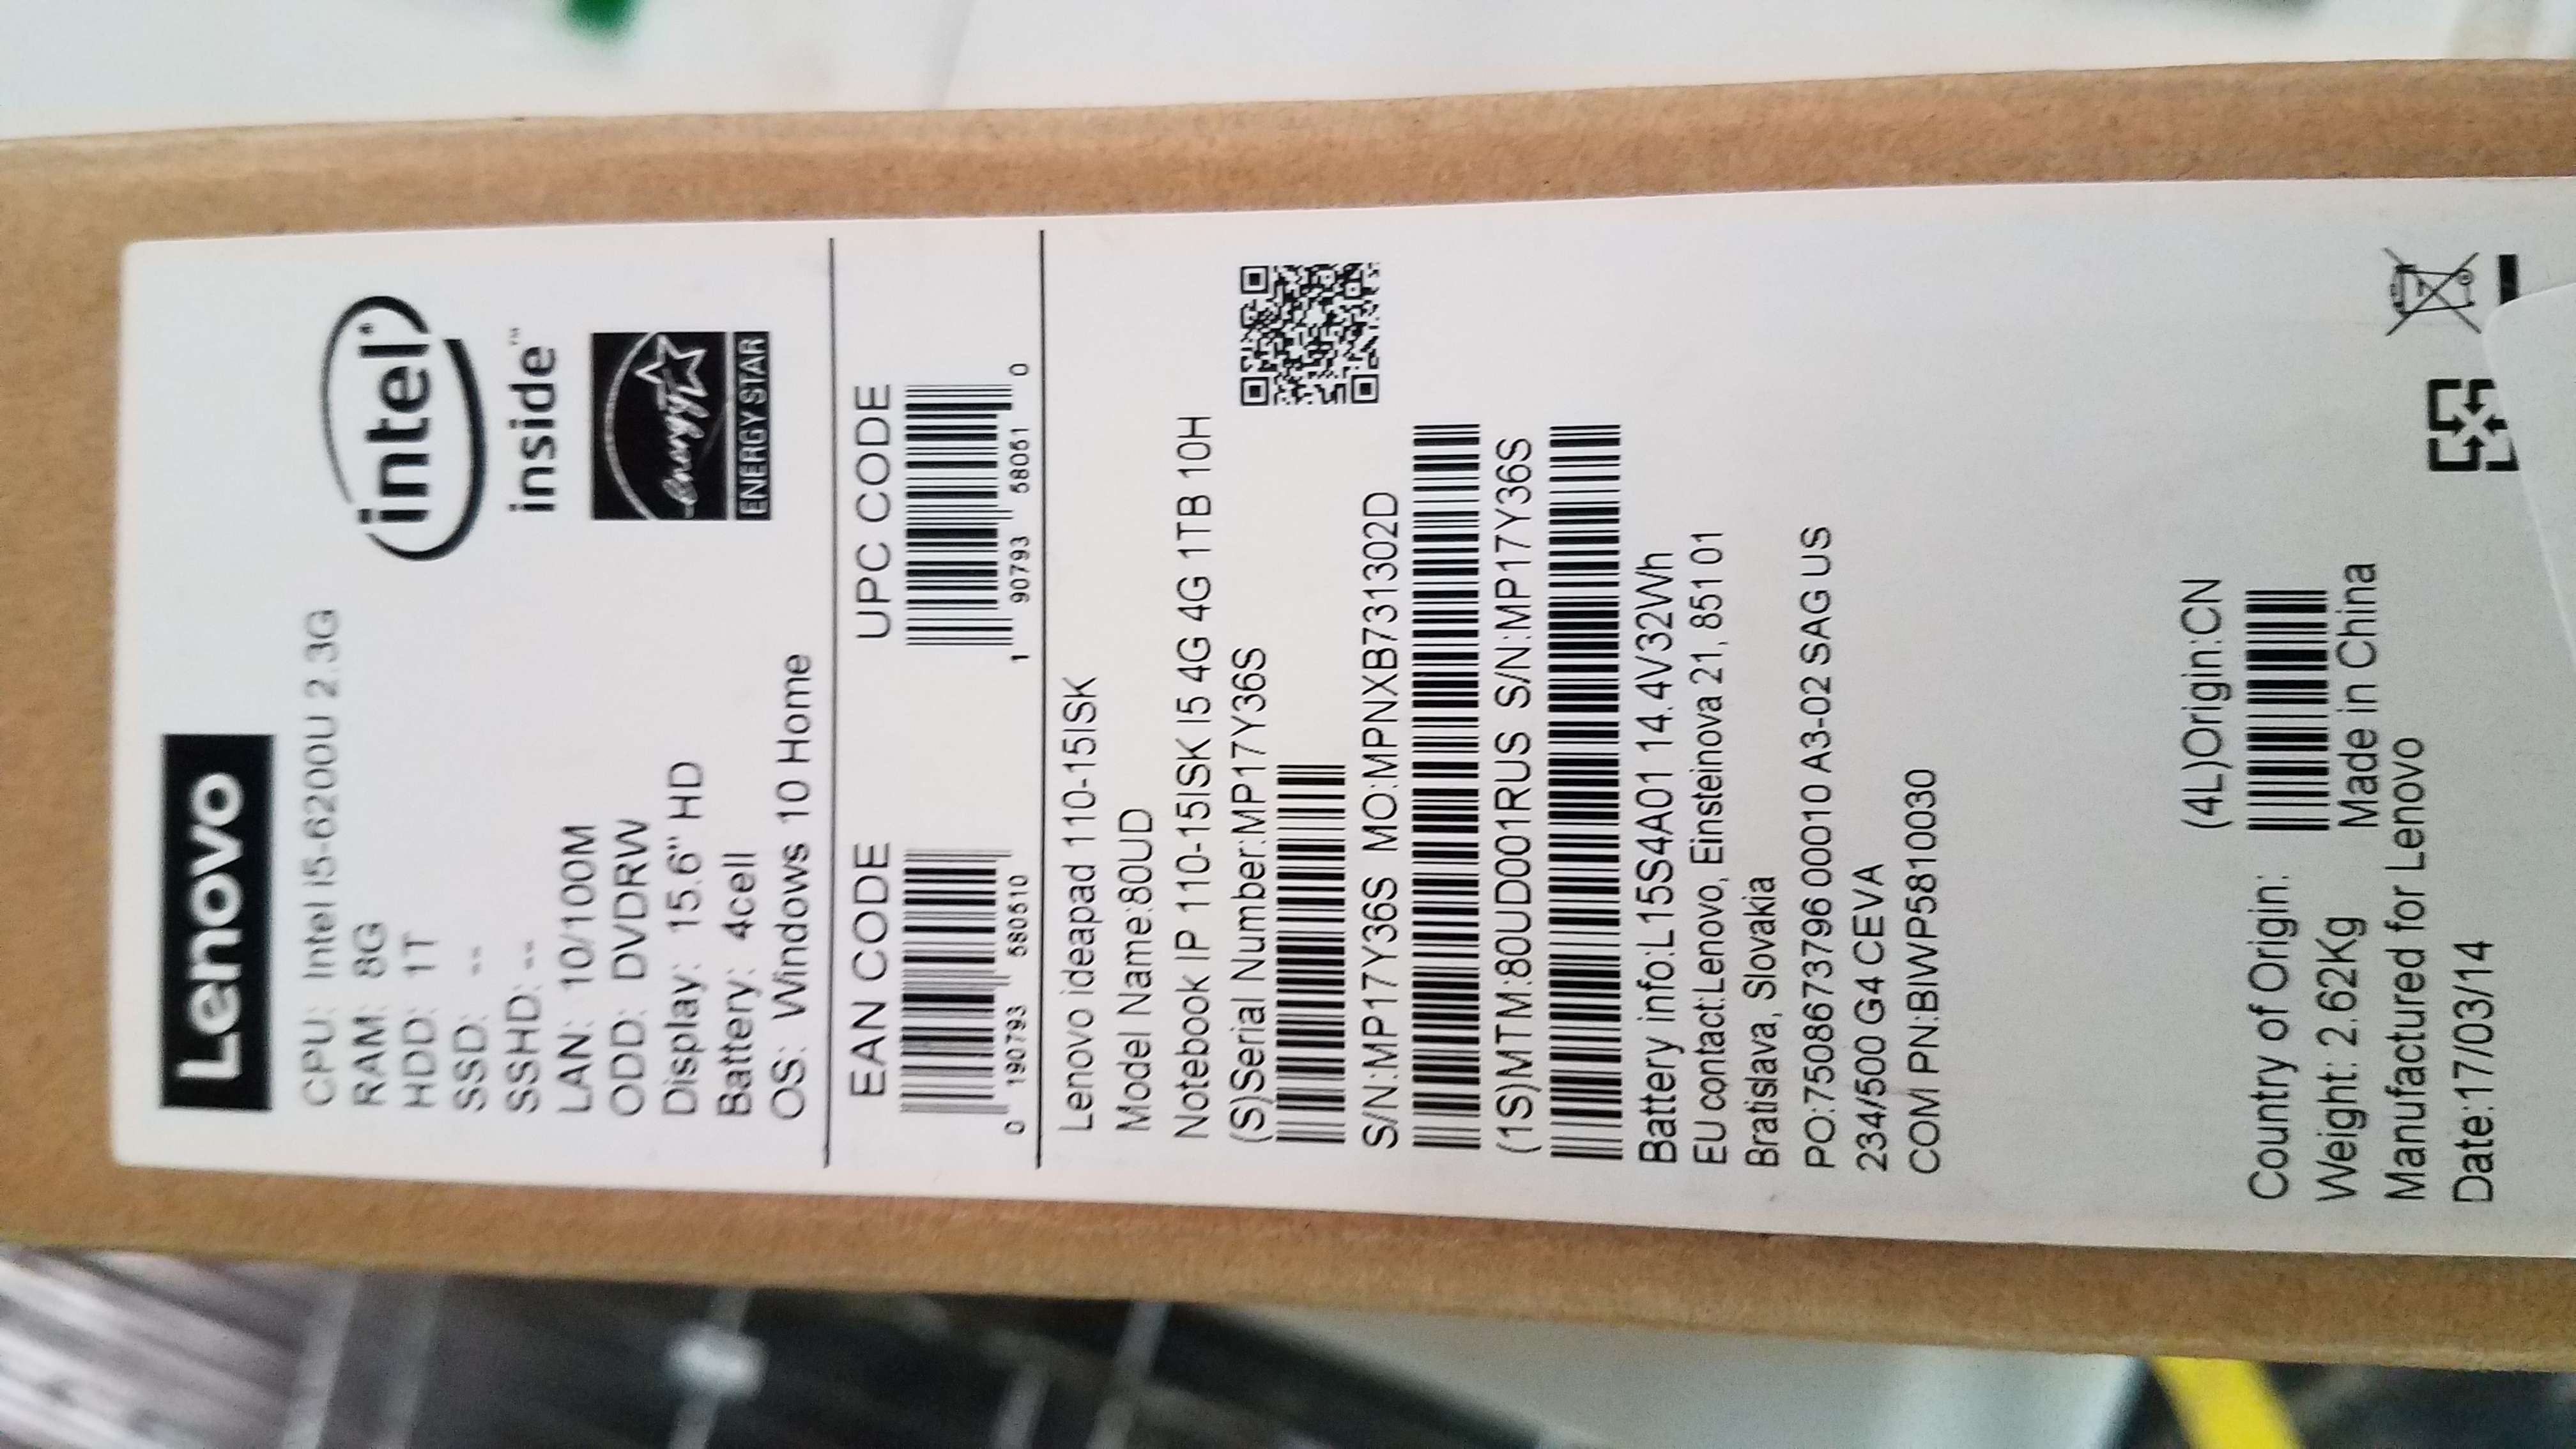 Lenovo
CPU: Intel I5-6200U 2.3G
RAM: 8G
HDD: 1T
SSD: --
SSHD: --
LAN: 10/100M
ODD: DVDRW
Display: 15.6" HD
Battery: 4cell
OS: Windows 10 Home
intel®
inside™
energy
ENERGY STAR
EAN CODE
0 190793 580510
UPC CODE
1 90793 58051 0
Lenovo ideapad 110-15ISK
Model Name:80UD
Notebook IP 110-15ISK I5 4G 4G 1TB 10H
(S)Serial Number:MP17Y36S
S/N:MP17Y36S MO:MPNXB731302D
(1S)MTM:80UD001RUS S/N:MP17Y36S
Battery info:L15S4A01 14.4V32Wh
EU contact:Lenovo, Einsteinova 21, 851 01
Bratislava, Slovakia
PO:7508673796 00010 A3-02 SAG US
234/500 G4 CEVA
COM PN:BIWP5810030
(4L)Origin:CN
Country of Origin:
Weight: 2.62Kg Made in China
Manufactured for Lenovo
Date:17/03/14